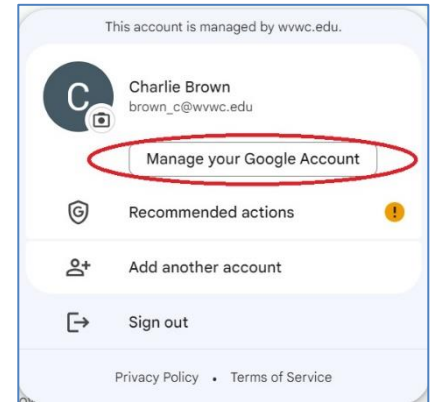 This account is managed by wvwc.edu.
C
Charlie Brown
brown_c@wvwc.edu
Manage your Google Account
G
Recommended actions
!
Add another account
Sign out
Privacy Policy • Terms of Service